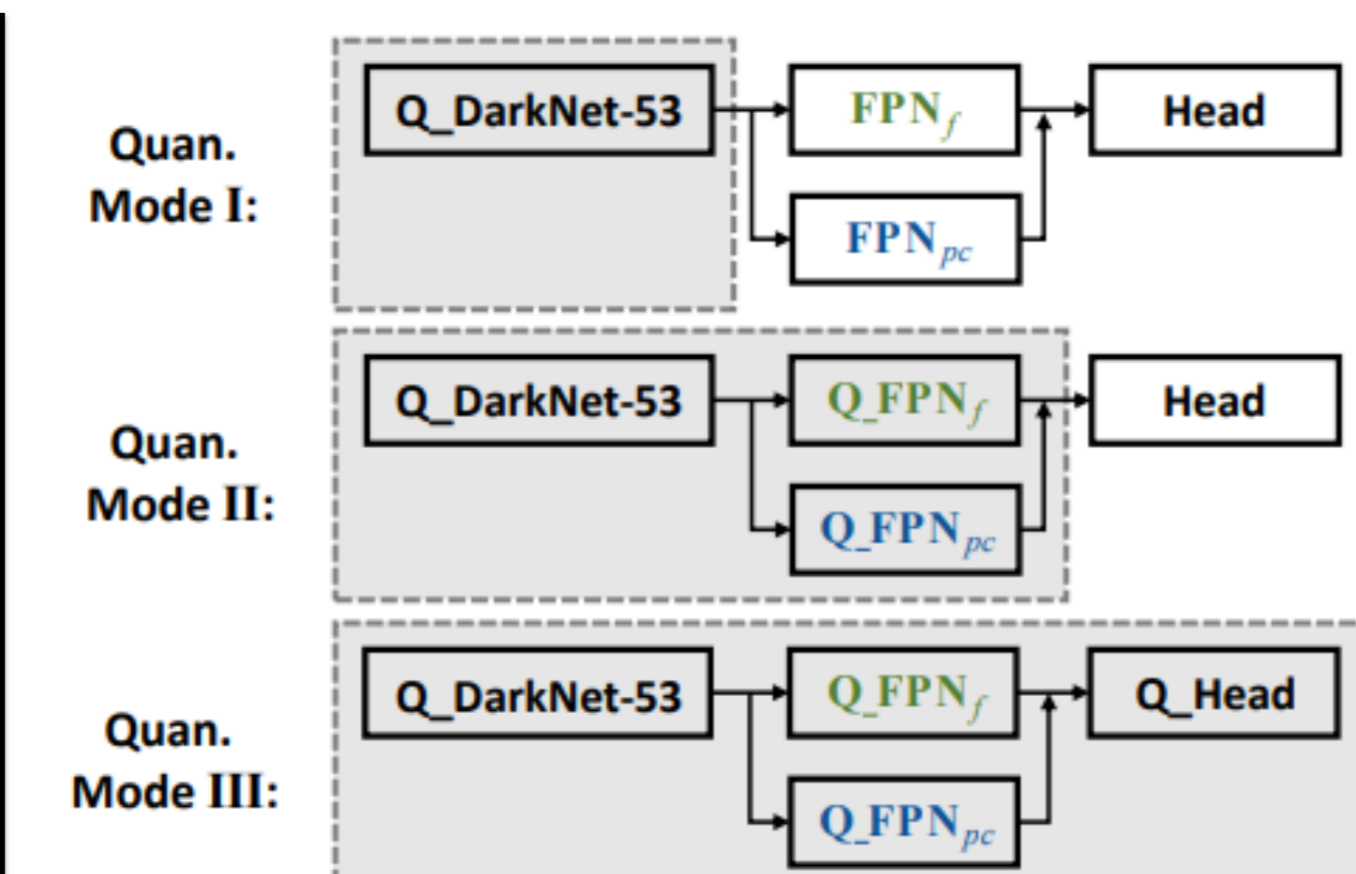 Quan.
Mode I:
Q_DarkNet-53
FPN_f
Head
FPN_pc
Quan.
Mode II:
Q_DarkNet-53
Q_FPN_f
Head
Q_FPN_pc
Quan.
Mode III:
Q_DarkNet-53
Q_FPN_f
Q_Head
Q_FPN_pc